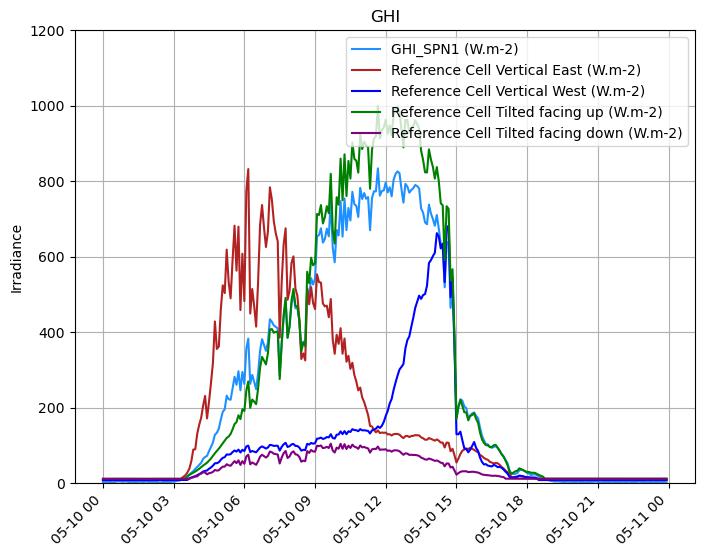 GHI
1200
1000
800
600
400
200
0
Irradiance
GHI_SPN1 (W.m-2)
Reference Cell Vertical East (W.m-2)
Reference Cell Vertical West (W.m-2)
Reference Cell Tilted facing up (W.m-2)
Reference Cell Tilted facing down (W.m-2)
05-10 00
05-10 03
05-10 06
05-10 09
05-10 12
05-10 15
05-10 18
05-10 21
05-11 00